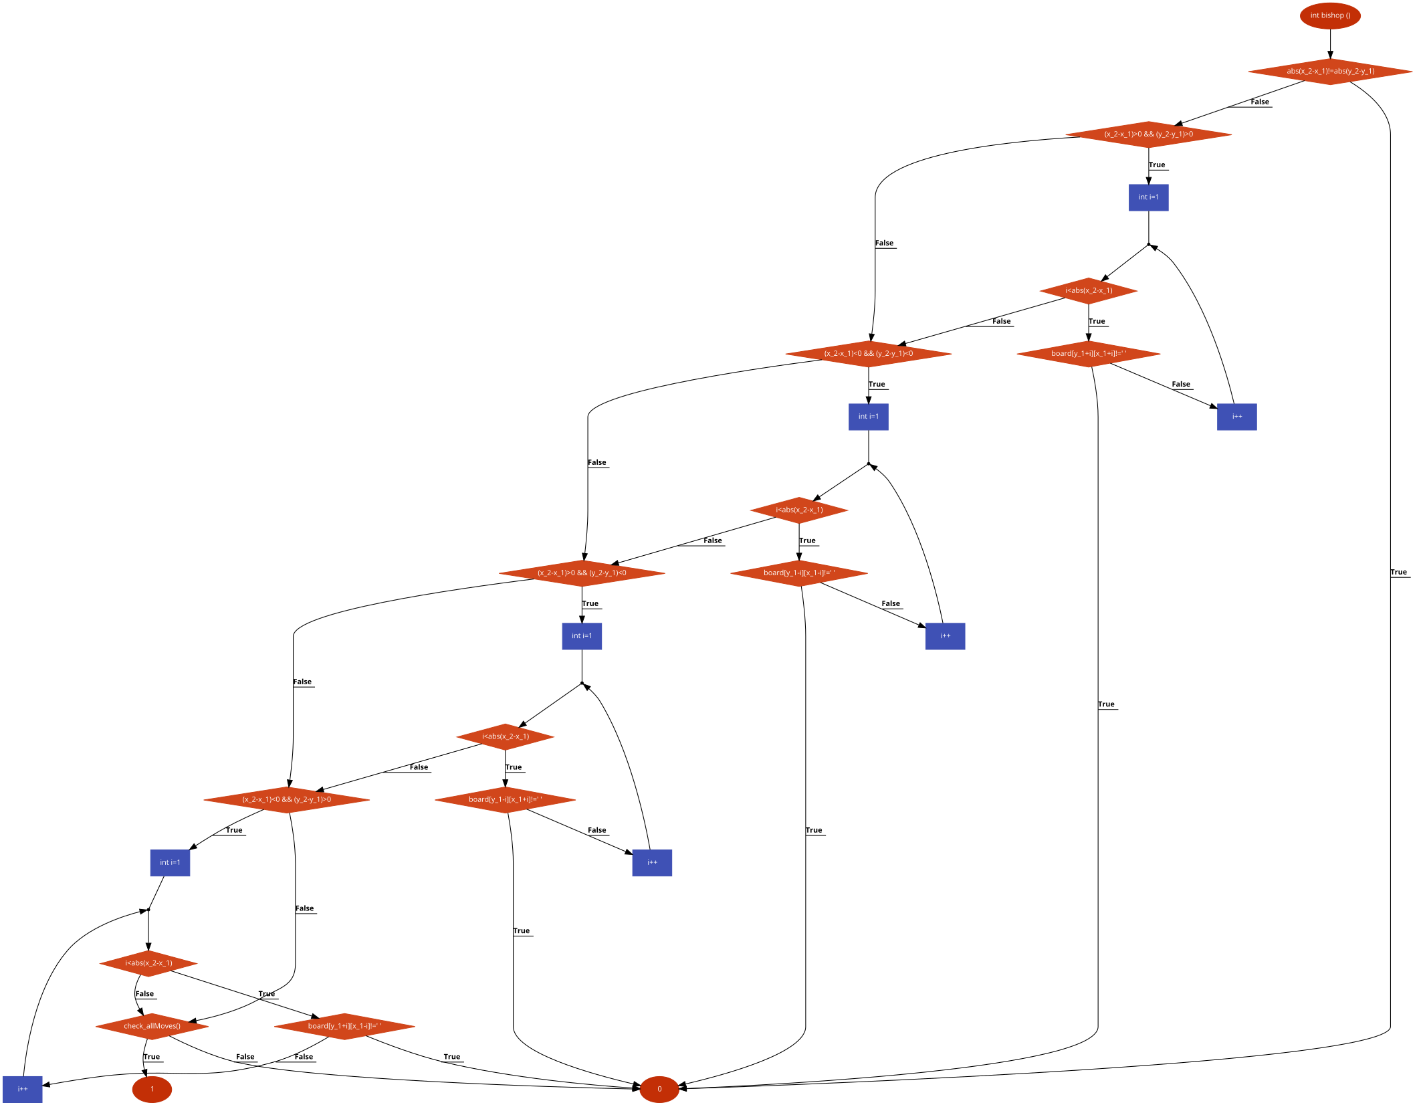 int bishop ()
abs(x_2-x_1)!=abs(y_2-y_1)
False
(x_2-x_1)>0 && (y_2-y_1)>0
True
int i=1
False
i<abs(x_2-x_1)
False
True
(x_2-x_1)<0 && (y_2-y_1)<0
board[y_1+i][x_1+i]!=' '
True
False
int i=1
i++
False
i<abs(x_2-x_1)
False
True
(x_2-x_1)>0 && (y_2-y_1)<0
board[y_1-i][x_1-i]!=' '
True
True
False
int i=1
i++
False
True
i<abs(x_2-x_1)
False
True
(x_2-x_1)<0 && (y_2-y_1)>0
board[y_1-i][x_1+i]!=' '
True
False
True
int i=1
i++
False
True
i<abs(x_2-x_1)
False
True
check_allMoves()
board[y_1+i][x_1-i]!=' '
True
False
False
True
i++
1
0